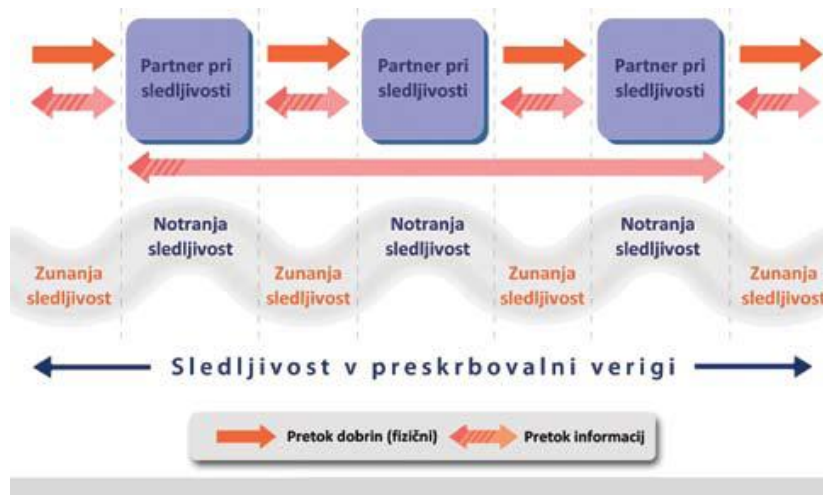 Partner pri
sledljivosti
Partner pri
sledljivosti
Partner pri
sledljivosti
Notranja
sledljivost
Notranja
sledljivost
Notranja
sledljivost
Zunanja
sledljivost
Zunanja
sledljivost
Zunanja
sledljivost
Zunanja
sledljivost
Sledljivost v preskrbovalni verigi
Pretok dobrin (fizični)
Pretok informacij